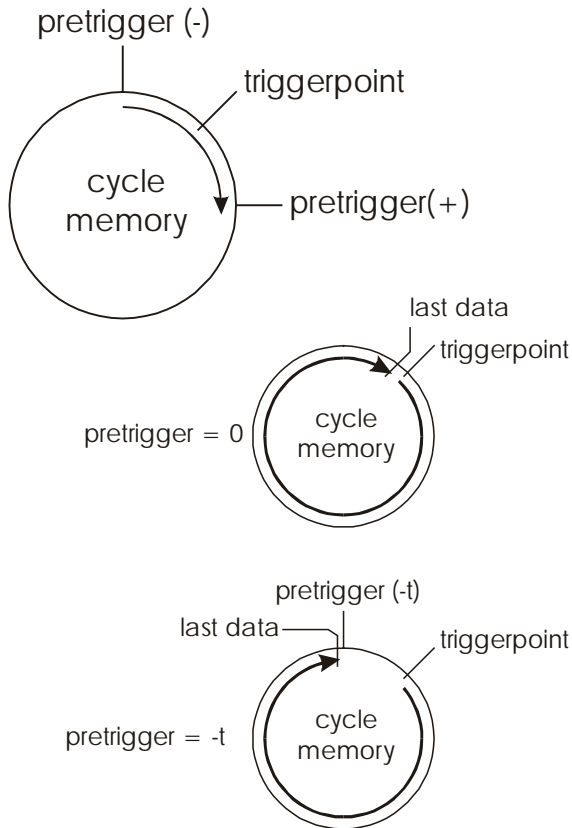 pretrigger (-)
triggerpoint
cycle
memory
pretrigger(+)
last data
triggerpoint
pretrigger = 0
cycle
memory
pretrigger (-t)
last data
triggerpoint
pretrigger = -t
cycle
memory